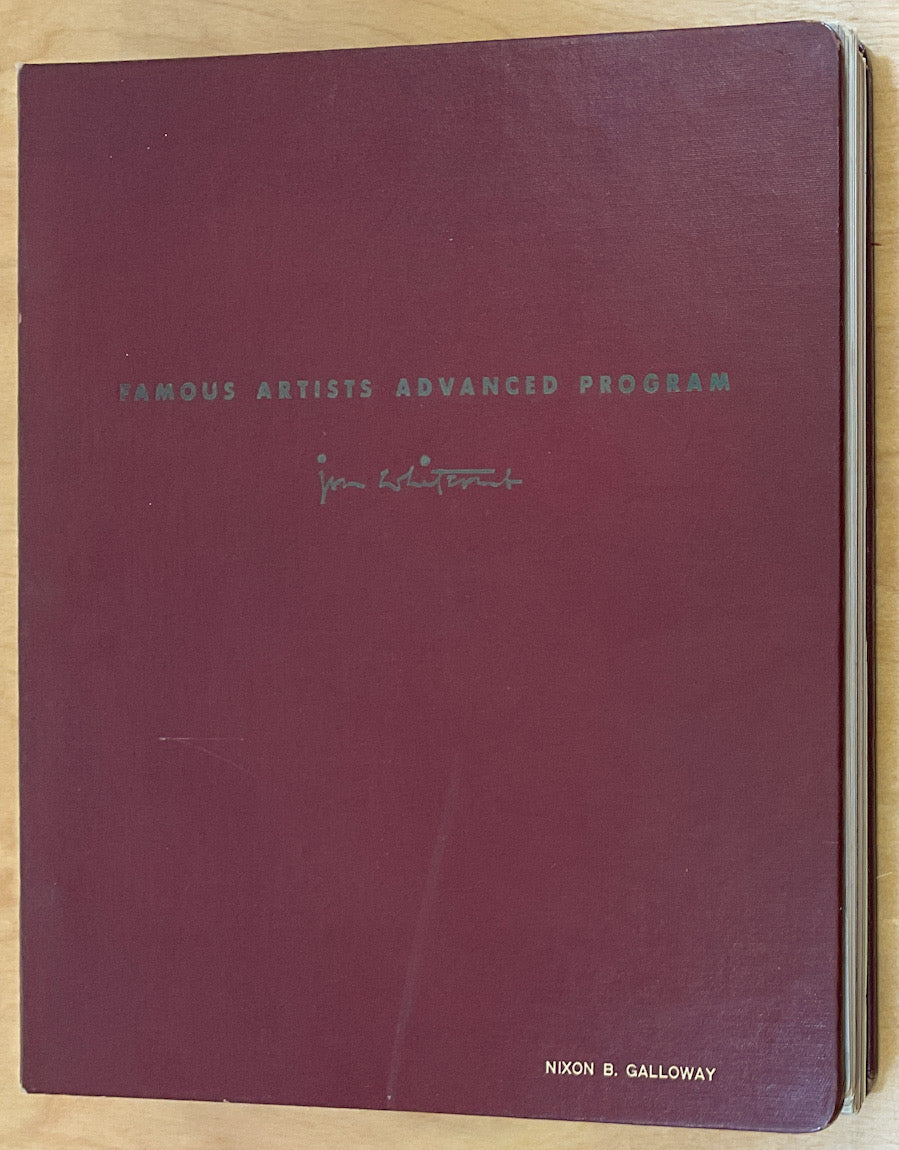 FAMOUS ARTISTS ADVANCED PROGRAM
jon whitcomb
NIXON B. GALLOWAY